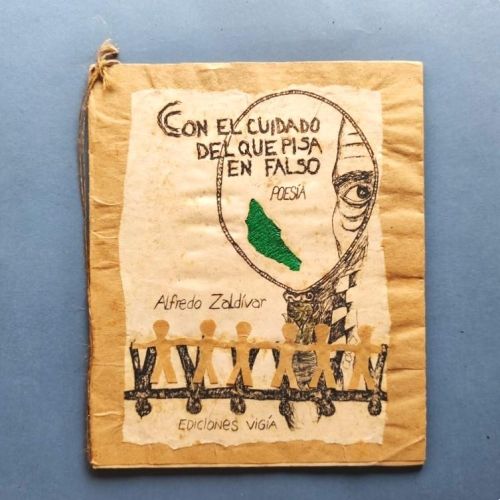 CON EL CUIDADO
DEL QUE PISA
EN FALSO
POESÍA
Alfredo Zaldívar
EDICIONES VIGÍA